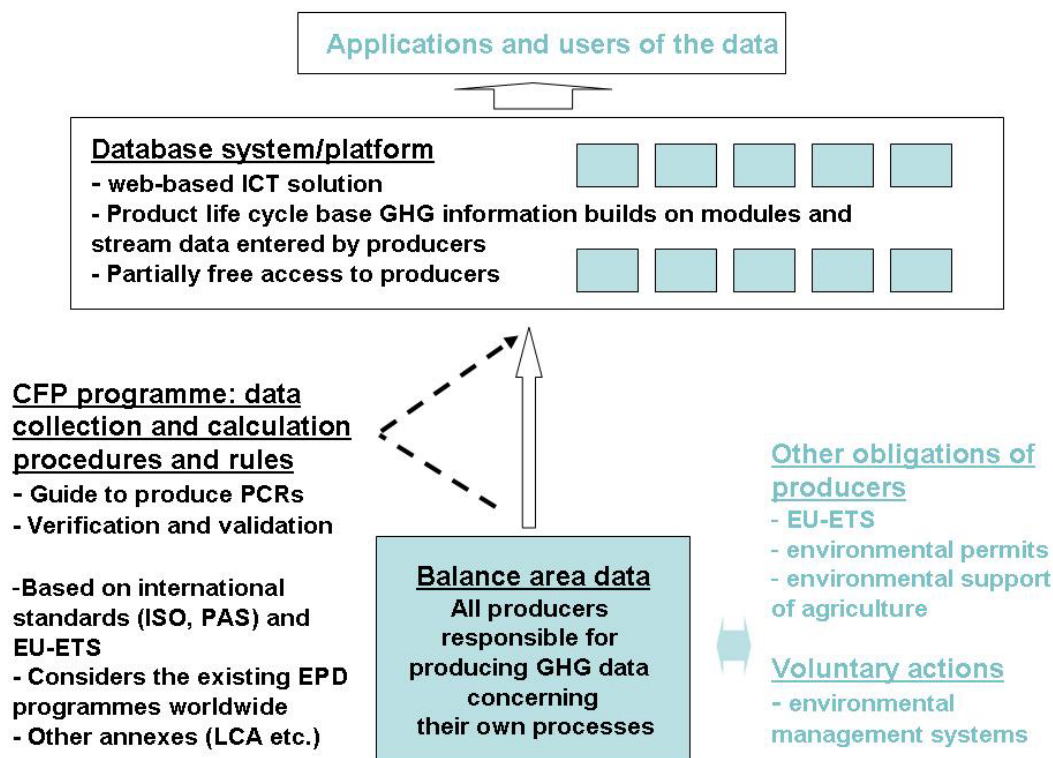 Applications and users of the data
Database system/platform
- web-based ICT solution
- Product life cycle base GHG information builds on modules and
stream data entered by producers
- Partially free access to producers
CFP programme: data
collection and calculation
procedures and rules
- Guide to produce PCRs
- Verification and validation
-Based on international
standards (ISO, PAS) and
EU-ETS
- Considers the existing EPD
programmes worldwide
- Other annexes (LCA etc.)
Balance area data
All producers
responsible for
producing GHG data
concerning
their own processes
Other obligations of
producers
- EU-ETS
- environmental permits
- environmental support
of agriculture
Voluntary actions
- environmental
management systems